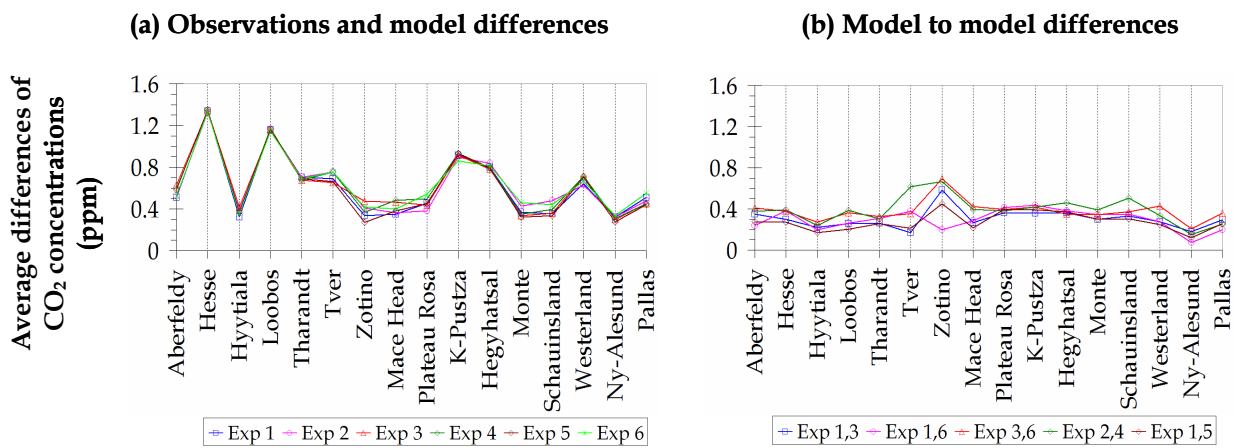 (a) Observations and model differences
(b) Model to model differences
Average differences of
CO₂ concentrations
(ppm)
1.6
1.2
0.8
0.4
0
Aberfeldy
Hesse
Hyytiala
Loobos
Tharandt
Tver
Zotino
Mace Head
Plateau Rosa
K-Pustza
Hegyhatsal
Monte
Schauinsland
Westerland
Ny-Alesund
Pallas
Exp 1 Exp 2 Exp 3 Exp 4 Exp 5 Exp 6
1.6
1.2
0.8
0.4
0
Aberfeldy
Hesse
Hyytiala
Loobos
Tharandt
Tver
Zotino
Mace Head
Plateau Rosa
K-Pustza
Hegyhatsal
Monte
Schauinsland
Westerland
Ny-Alesund
Pallas
Exp 1,3 Exp 1,6 Exp 3,6 Exp 2,4 Exp 1,5